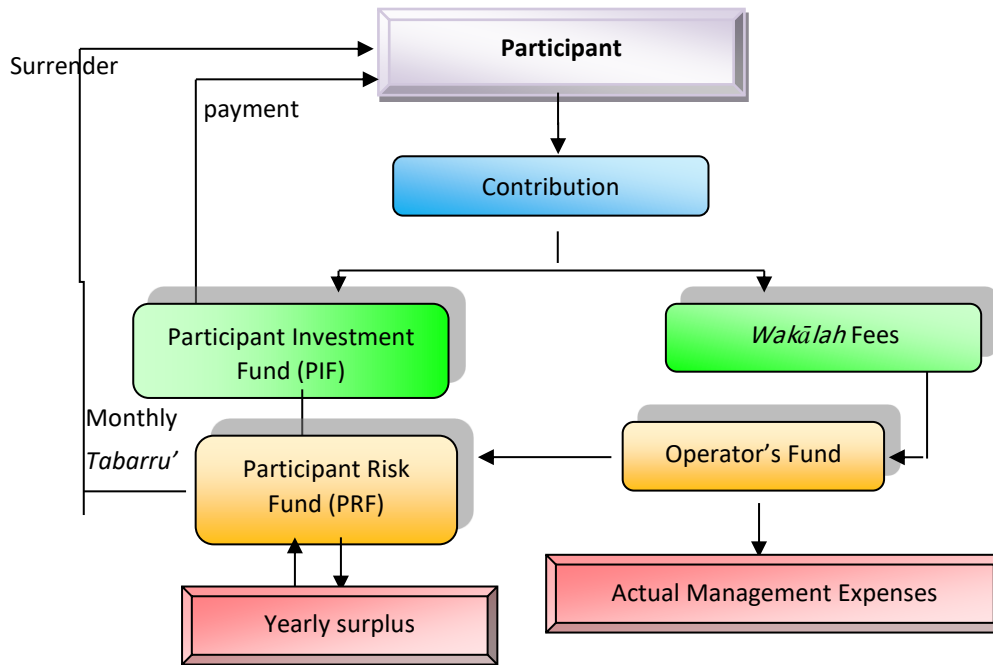 Participant
Surrender
payment
Contribution
Participant Investment
Fund (PIF)
Wakālah Fees
Monthly
Tabarru’
Participant Risk
Fund (PRF)
Operator’s Fund
Yearly surplus
Actual Management Expenses